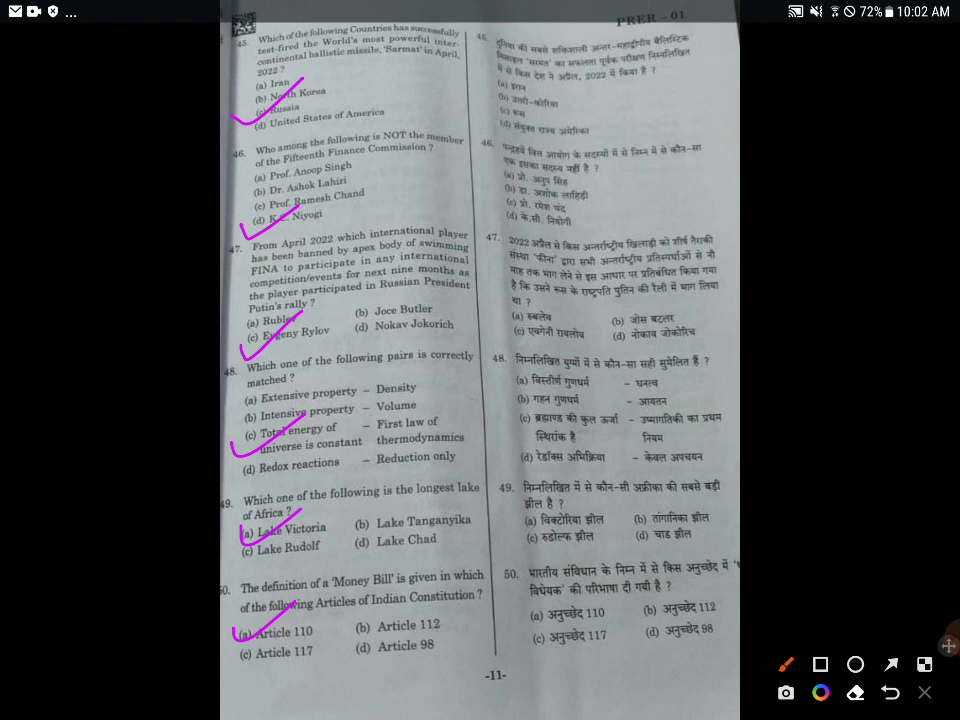 72% 10:02 AM
PRER - 01
45. Which of the following Countries has successfully
test-fired the World's most powerful inter-
continental ballistic missile, 'Sarmat' in April,
2022 ?
(a) Iran
(b) North Korea
(c) Russia
(d) United States of America
46. Who among the following is NOT the member
of the Fifteenth Finance Commission ?
(a) Prof. Anoop Singh
(b) Dr. Ashok Lahiri
(c) Prof. Ramesh Chand
(d) K.C. Niyogi
47. From April 2022 which international player
has been banned by apex body of swimming
FINA to participate in any international
competition/events for next nine months as
the player participated in Russian President
Putin's rally ?
(a) Rublev (b) Joce Butler
(c) Evgeny Rylov (d) Nokav Jokorich
48. Which one of the following pairs is correctly
matched ?
(a) Extensive property – Density
(b) Intensive property – Volume
(c) Total energy of – First law of
universe is constant thermodynamics
(d) Redox reactions – Reduction only
49. Which one of the following is the longest lake
of Africa ?
(a) Lake Victoria (b) Lake Tanganyika
(c) Lake Rudolf (d) Lake Chad
50. The definition of a 'Money Bill' is given in which
of the following Articles of Indian Constitution ?
(a) Article 110 (b) Article 112
(c) Article 117 (d) Article 98
45. दुनिया की सबसे शक्तिशाली अन्तर-महाद्वीपीय बैलिस्टिक
मिसाइल 'सरमत' का सफलता पूर्वक परीक्षण निम्नलिखित
में से किस देश ने अप्रैल, 2022 में किया है ?
(a) इरान
(b) उत्तरी-कोरिया
(c) रूस
(d) संयुक्त राज्य अमेरिका
46. पन्द्रहवें वित्त आयोग के सदस्यों में से निम्न में से कौन-सा
एक इसका सदस्य नहीं है ?
(a) प्रो. अनुप सिंह
(b) डा. अशोक लाहिड़ी
(c) प्रो. रमेश चंद
(d) के.सी. नियोगी
47. 2022 अप्रैल से किस अन्तर्राष्ट्रीय खिलाड़ी को शीर्ष तैराकी
संस्था 'फीना' द्वारा सभी अन्तर्राष्ट्रीय प्रतिस्पर्धाओं से नौ
माह तक भाग लेने से इस आधार पर प्रतिबंधित किया गया
है कि उसने रूस के राष्ट्रपति पुतिन की रैली में भाग लिया
था ?
(a) रुबलेव (b) जोस बटलर
(c) एवगेनी रायलोव (d) नोकाव जोकोरिच
48. निम्नलिखित युग्मों में से कौन-सा सही सुमेलित हैं ?
(a) विस्तीर्ण गुणधर्म – घनत्व
(b) गहन गुणधर्म – आयतन
(c) ब्रह्माण्ड की कुल ऊर्जा – उष्मागतिकी का प्रथम
स्थिरांक है नियम
(d) रेडॉक्स अभिक्रिया – केवल अपचयन
49. निम्नलिखित में से कौन-सी अफ्रीका की सबसे बड़ी
झील है ?
(a) विक्टोरिया झील (b) तांगानिका झील
(c) रुडोल्फ झील (d) चाड झील
50. भारतीय संविधान के निम्न में से किस अनुच्छेद में
विधेयक' की परिभाषा दी गयी है ?
(a) अनुच्छेद 110 (b) अनुच्छेद 112
(c) अनुच्छेद 117 (d) अनुच्छेद 98
-11-